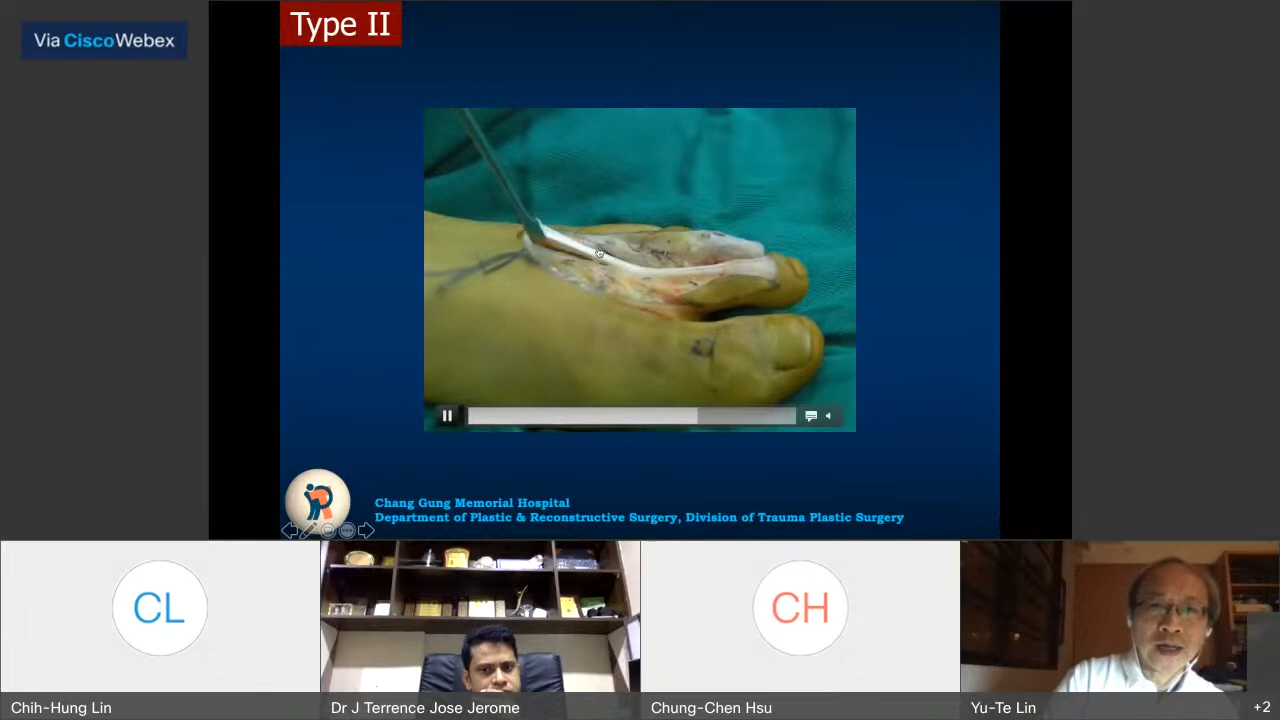 Type II
Via CiscoWebex
Chang Gung Memorial Hospital
Department of Plastic & Reconstructive Surgery, Division of Trauma Plastic Surgery
CL
CH
Chih-Hung Lin
Dr J Terrence Jose Jerome
Chung-Chen Hsu
Yu-Te Lin
+2